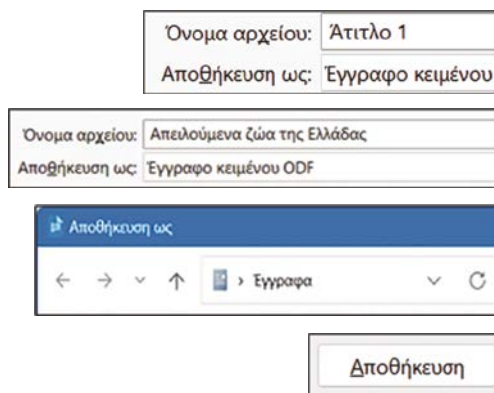 Όνομα αρχείου: Άτιτλο 1
Αποθήκευση ως: Έγγραφο κειμένου
Όνομα αρχείου: Απειλούμενα ζώα της Ελλάδας
Αποθήκευση ως: Έγγραφο κειμένου ODF
Αποθήκευση ως
Έγγραφα
Αποθήκευση